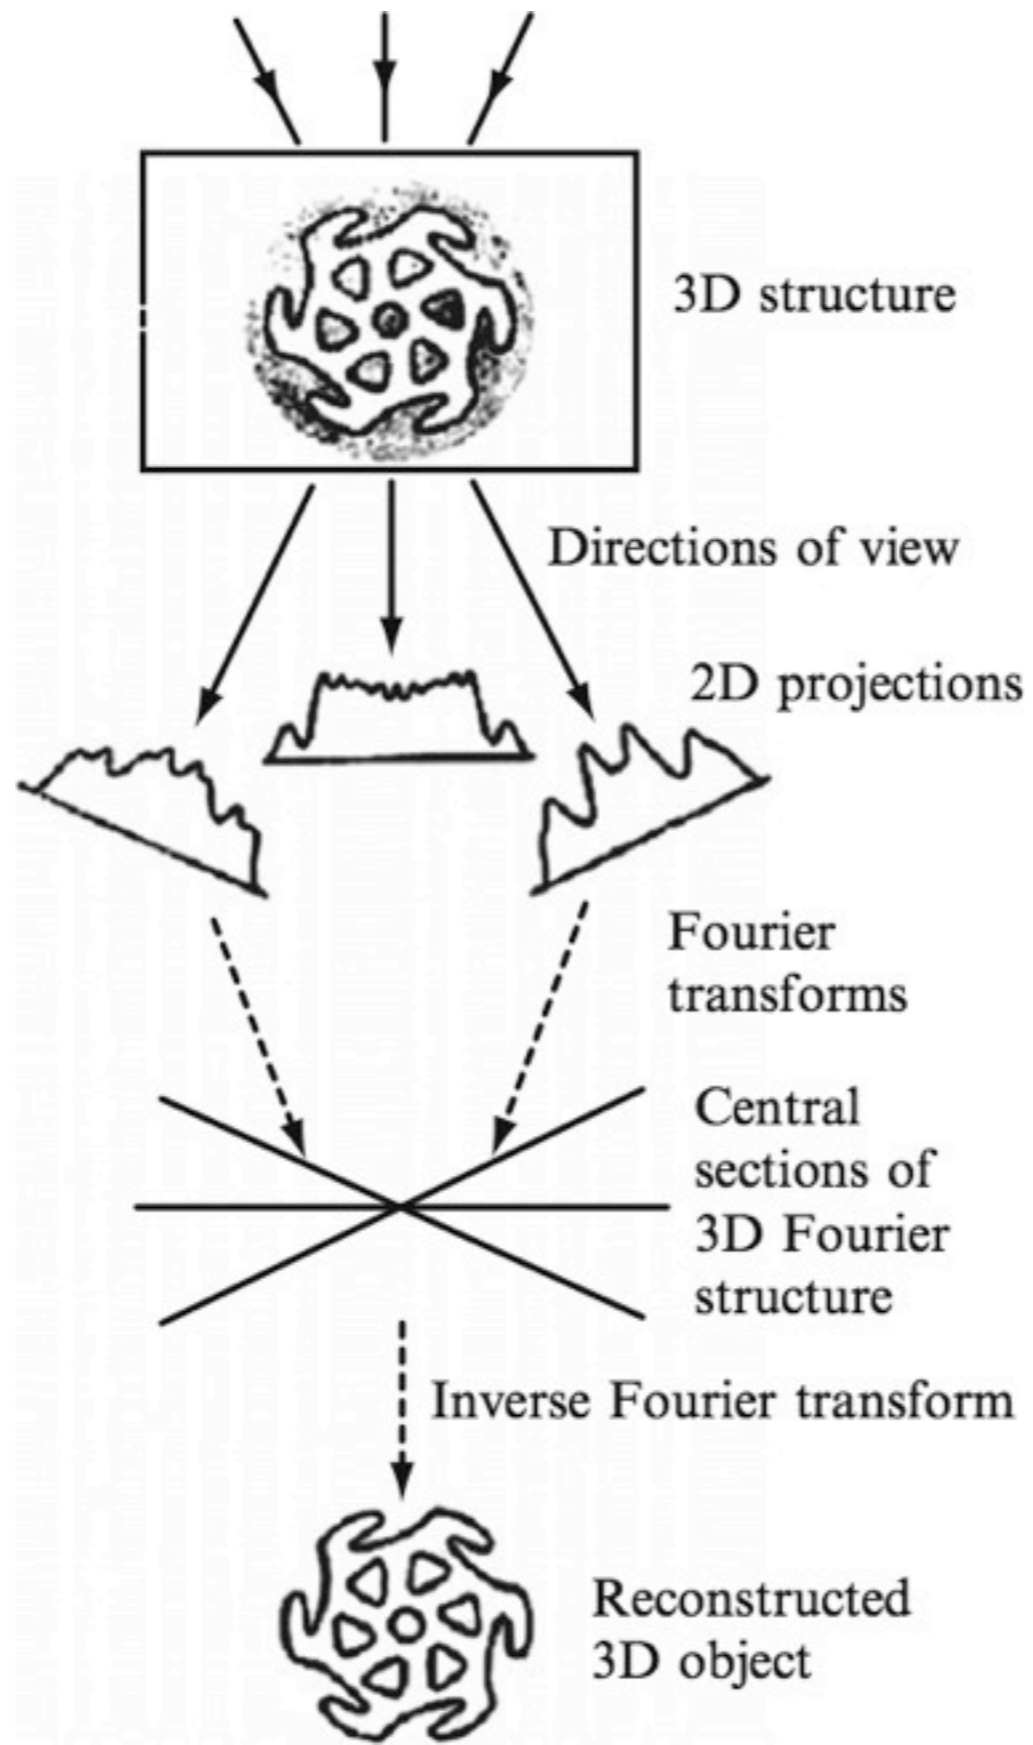 3D structure
Directions of view
2D projections
Fourier
transforms
Central
sections of
3D Fourier
structure
Inverse Fourier transform
Reconstructed
3D object